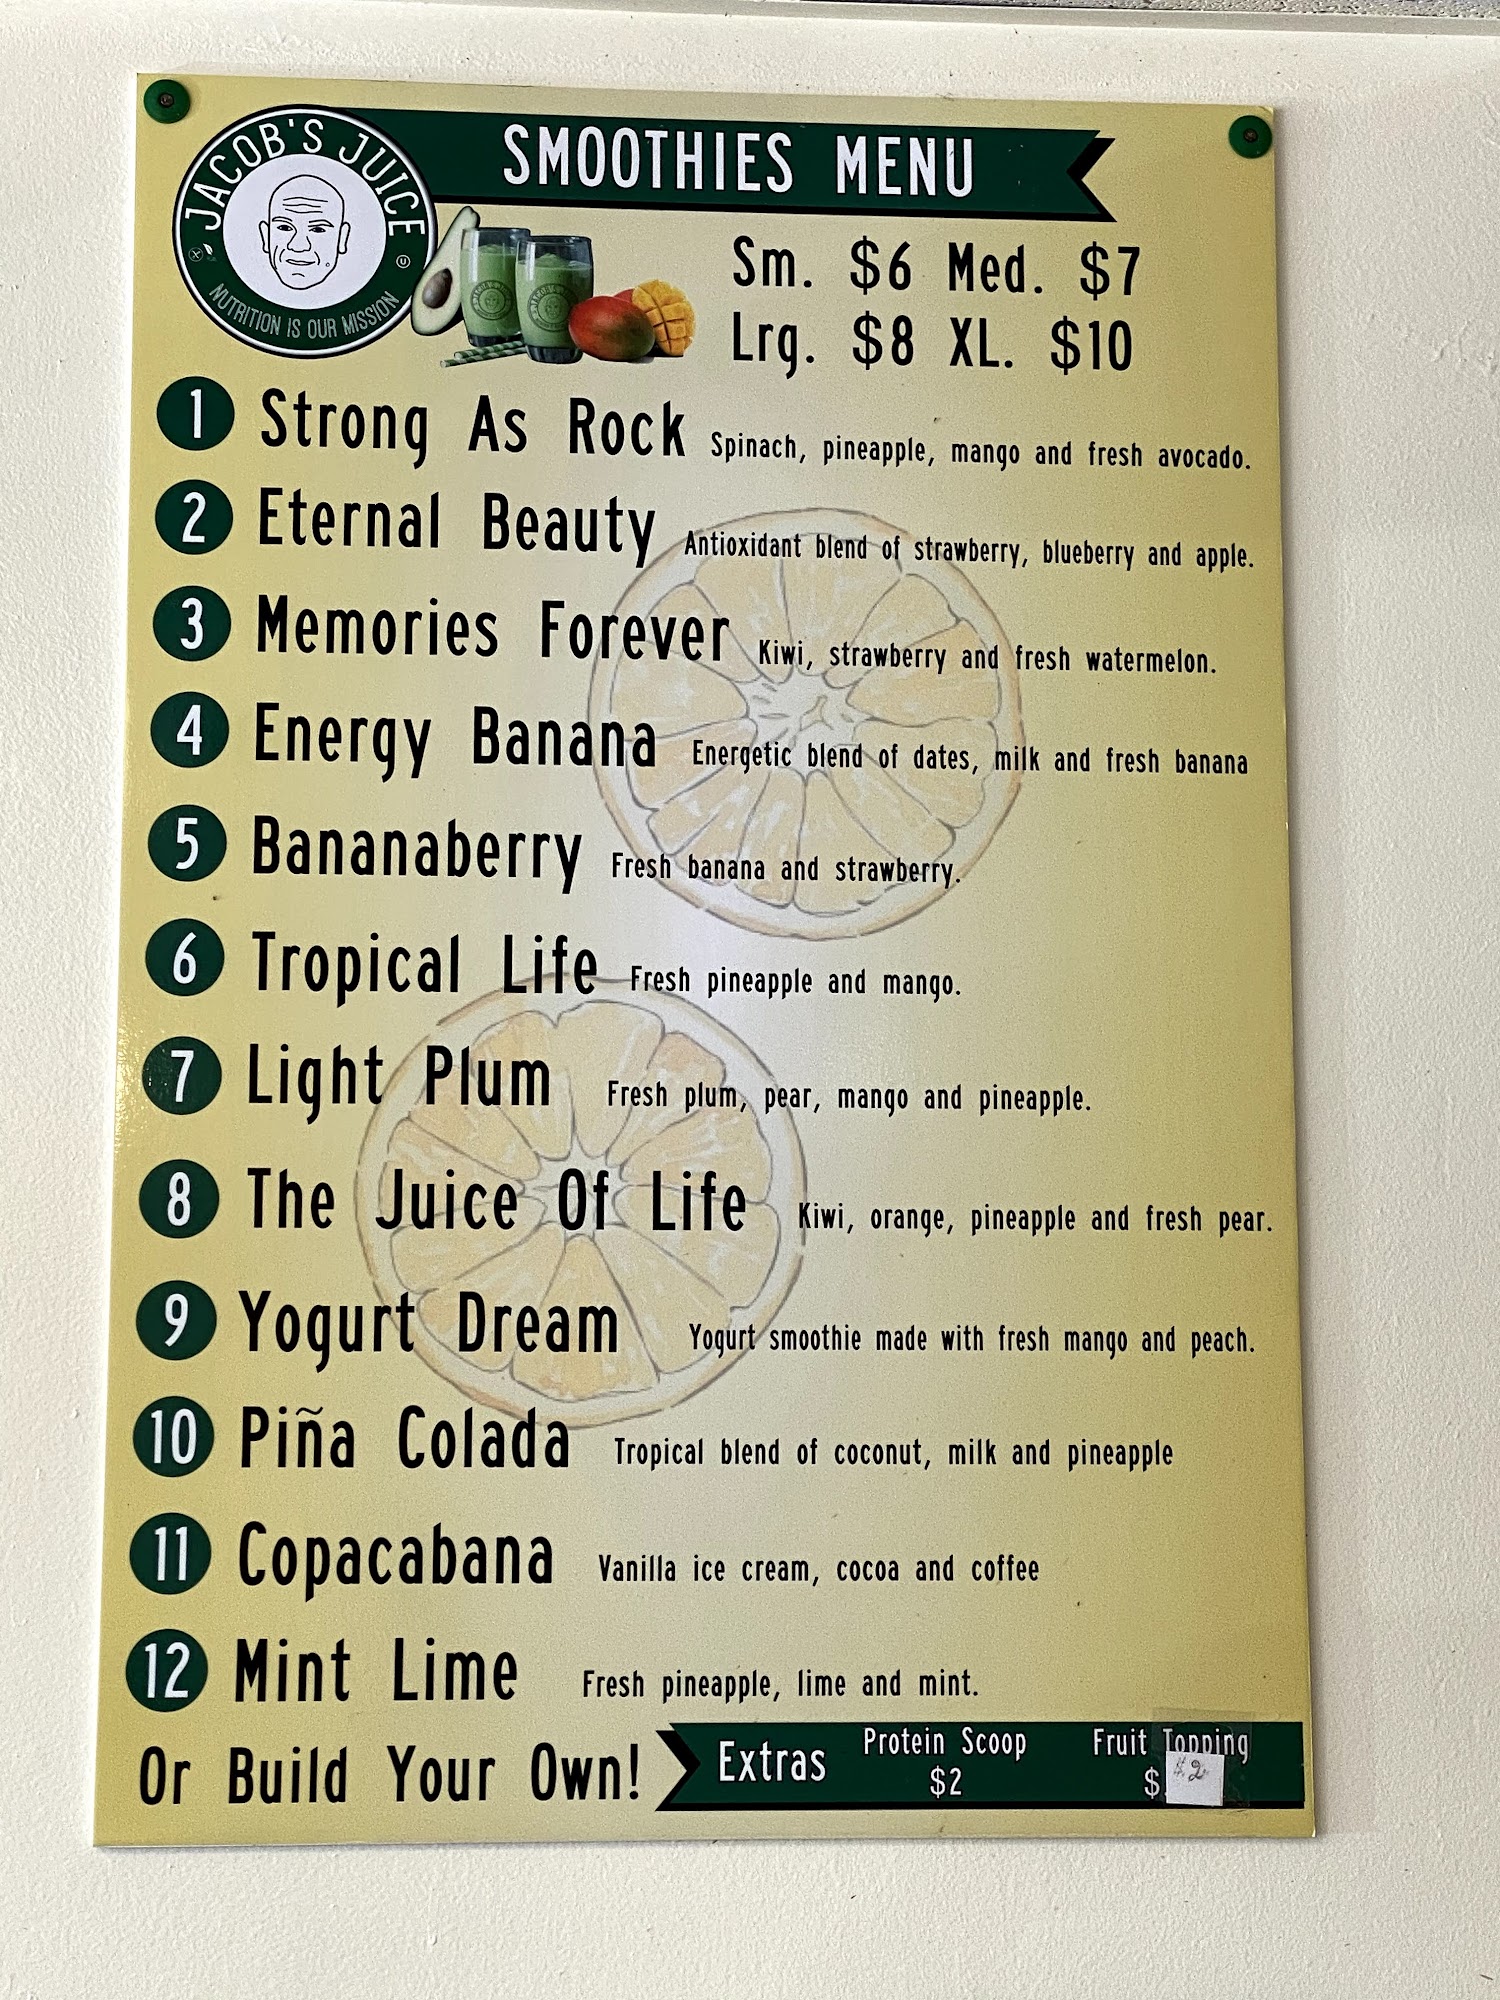 JACOB'S JUICE
NUTRITION IS OUR MISSION
SMOOTHIES MENU
Sm. $6 Med. $7
Lrg. $8 XL. $10
1 Strong As Rock Spinach, pineapple, mango and fresh avocado.
2 Eternal Beauty Antioxidant blend of strawberry, blueberry and apple.
3 Memories Forever Kiwi, strawberry and fresh watermelon.
4 Energy Banana Energetic blend of dates, milk and fresh banana
5 Bananaberry Fresh banana and strawberry.
6 Tropical Life Fresh pineapple and mango.
7 Light Plum Fresh plum, pear, mango and pineapple.
8 The Juice Of Life Kiwi, orange, pineapple and fresh pear.
9 Yogurt Dream Yogurt smoothie made with fresh mango and peach.
10 Piña Colada Tropical blend of coconut, milk and pineapple
11 Copacabana Vanilla ice cream, cocoa and coffee
12 Mint Lime Fresh pineapple, lime and mint.
Or Build Your Own!
Extras
Protein Scoop
$2
Fruit Topping
$ $2